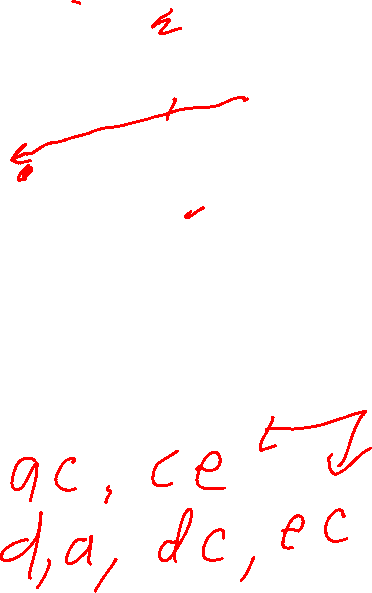 ac, ce
d,a, dc, ec